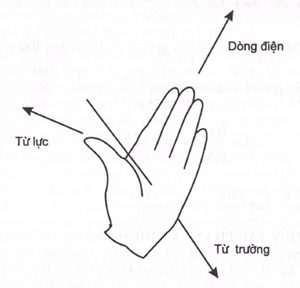 Dòng điện
Từ lực
Từ trường